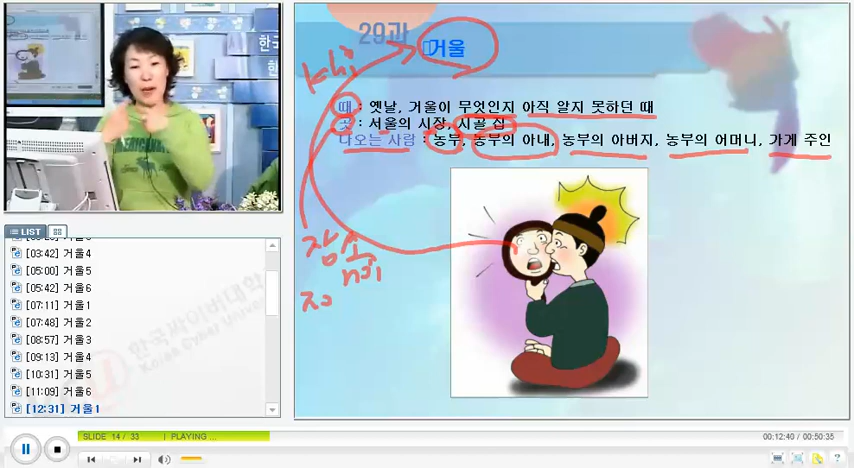 29과
거울
때 : 옛날, 거울이 무엇인지 아직 알지 못하던 때
곳 : 서울의 시장, 시골 집
나오는 사람 : 농부, 농부의 아내, 농부의 아버지, 농부의 어머니, 가게 주인
Khi
장소
nơi
LIST
[03:42] 거울4
[05:00] 거울5
[05:42] 거울6
[07:11] 거울1
[07:48] 거울2
[08:57] 거울3
[09:13] 거울4
[10:31] 거울5
[11:09] 거울6
[12:31] 거울1
한국싸이버대학
SLIDE 14 / 33 | PLAYING ...
00:12:40 / 00:50:35